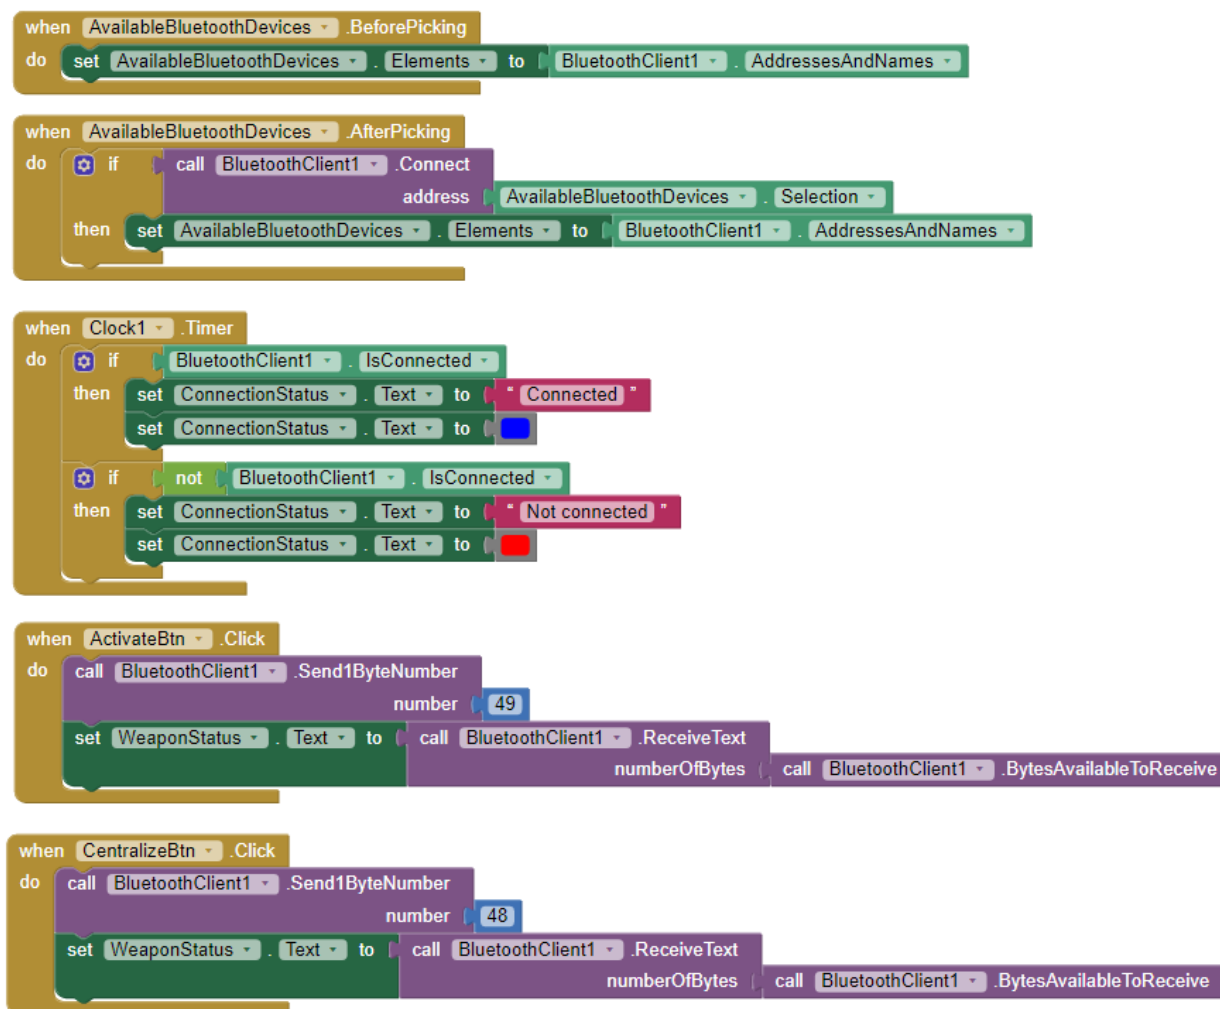 when AvailableBluetoothDevices .BeforePicking
do set AvailableBluetoothDevices . Elements to BluetoothClient1 . AddressesAndNames
when AvailableBluetoothDevices .AfterPicking
do if call BluetoothClient1 .Connect
address AvailableBluetoothDevices . Selection
then set AvailableBluetoothDevices . Elements to BluetoothClient1 . AddressesAndNames
when Clock1 .Timer
do if BluetoothClient1 . IsConnected
then set ConnectionStatus . Text to " Connected "
set ConnectionStatus . Text to
if not BluetoothClient1 . IsConnected
then set ConnectionStatus . Text to " Not connected "
set ConnectionStatus . Text to
when ActivateBtn .Click
do call BluetoothClient1 .Send1ByteNumber
number 49
set WeaponStatus . Text to call BluetoothClient1 .ReceiveText
numberOfBytes call BluetoothClient1 .BytesAvailableToReceive
when CentralizeBtn .Click
do call BluetoothClient1 .Send1ByteNumber
number 48
set WeaponStatus . Text to call BluetoothClient1 .ReceiveText
numberOfBytes call BluetoothClient1 .BytesAvailableToReceive